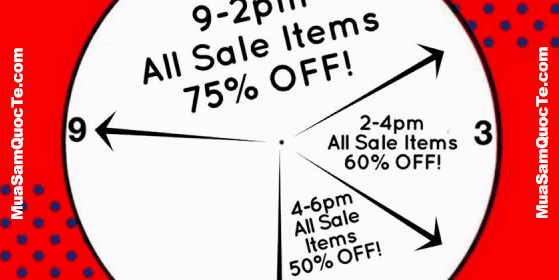 9-2pm
All Sale Items
75% OFF!
9
3
2-4pm
All Sale Items
60% OFF!
4-6pm
All Sale
Items
50% OFF!
MuaSamQuocTe.com
MuaSamQuocTe.com